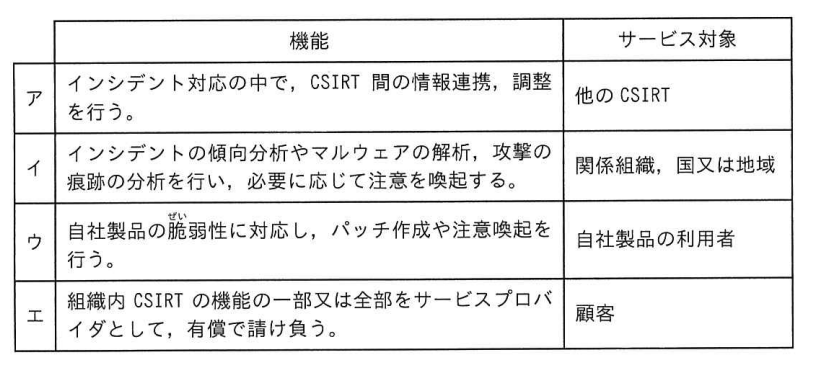 機能 サービス対象
ア インシデント対応の中で，CSIRT 間の情報連携，調整
を行う。 他の CSIRT
イ インシデントの傾向分析やマルウェアの解析，攻撃の
痕跡の分析を行い，必要に応じて注意を喚起する。 関係組織，国又は地域
ぜい
ウ 自社製品の脆弱性に対応し，パッチ作成や注意喚起を
行う。 自社製品の利用者
エ 組織内 CSIRT の機能の一部又は全部をサービスプロバ
イダとして，有償で請け負う。 顧客